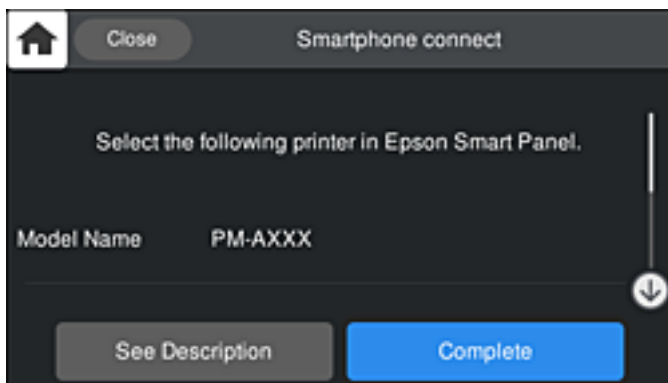 Close
Smartphone connect
Select the following printer in Epson Smart Panel.
Model Name PM-AXXX
See Description
Complete